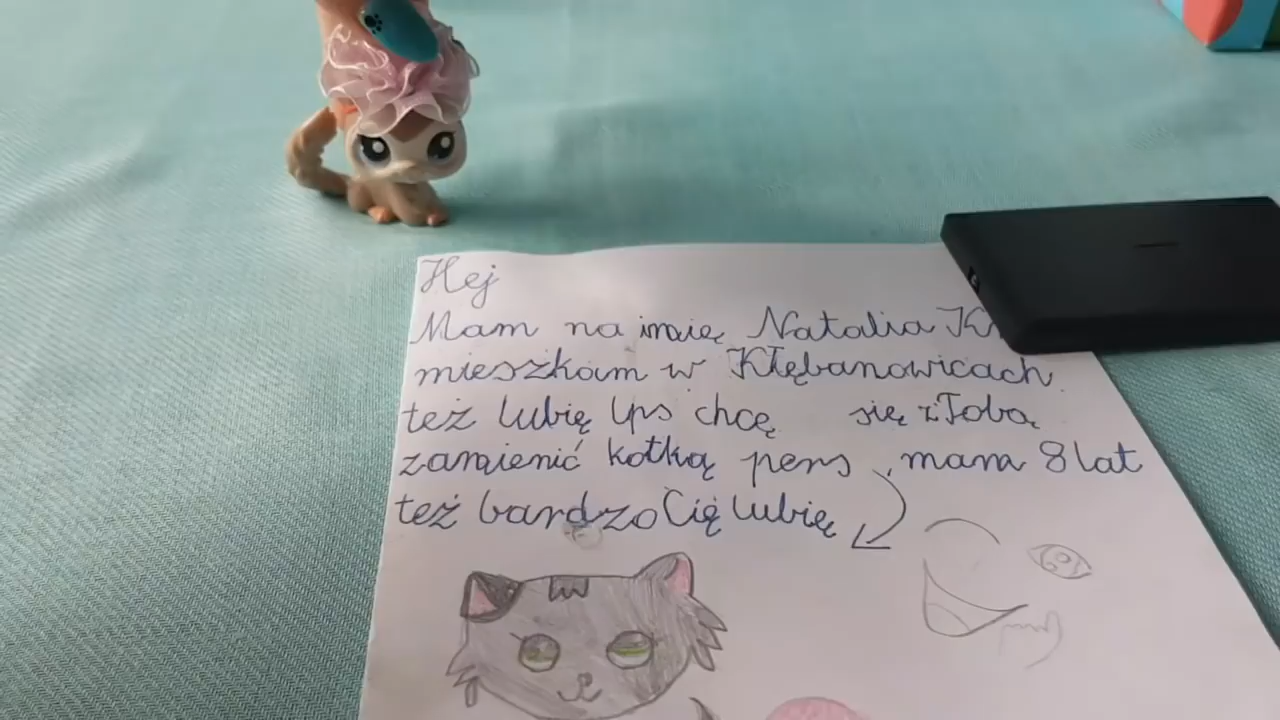 Hej
Mam na imię Natalia
mieszkam w Kłębanowicach
też lubię lps chcę się z Tobą
zamienić kotką pers , mam 8 lat
też bardzo Cię lubię